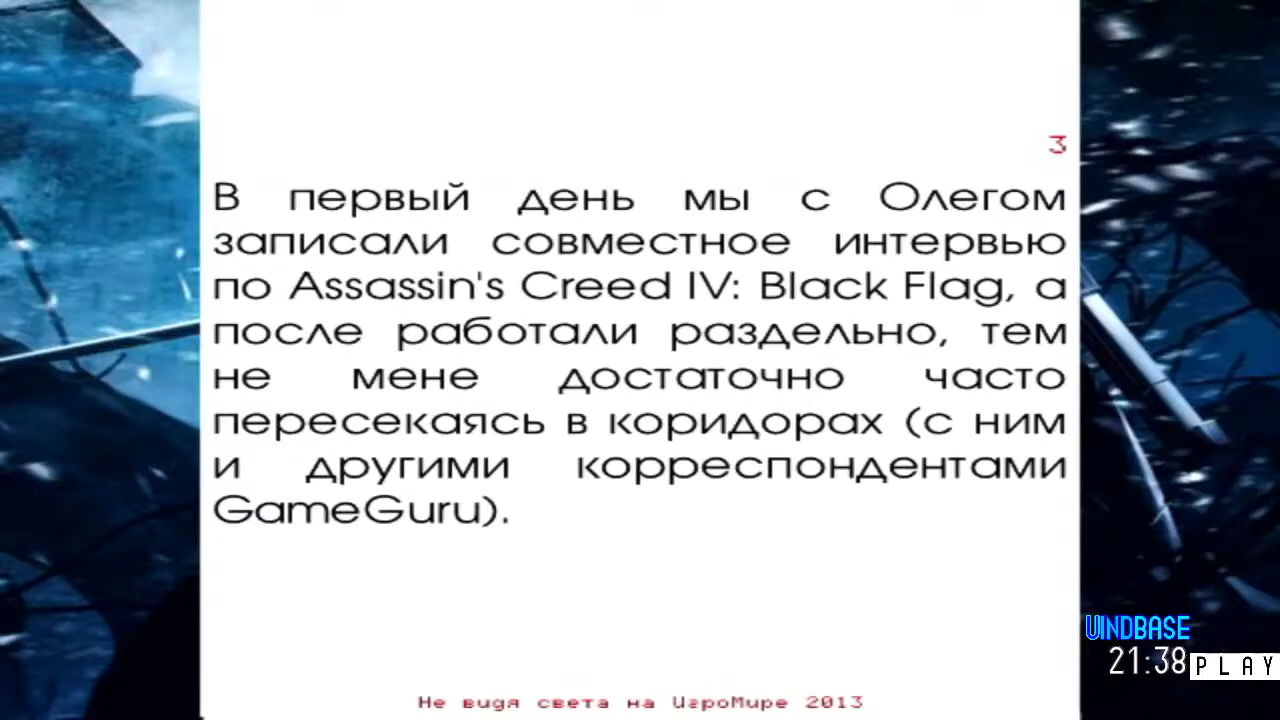 3
В первый день мы с Олегом
записали совместное интервью
по Assassin's Creed IV: Black Flag, а
после работали раздельно, тем
не мене достаточно часто
пересекаясь в коридорах (с ним
и другими корреспондентами
GameGuru).
UINDBASE
21:38 PLAY
Не видя света на ИгроМире 2013